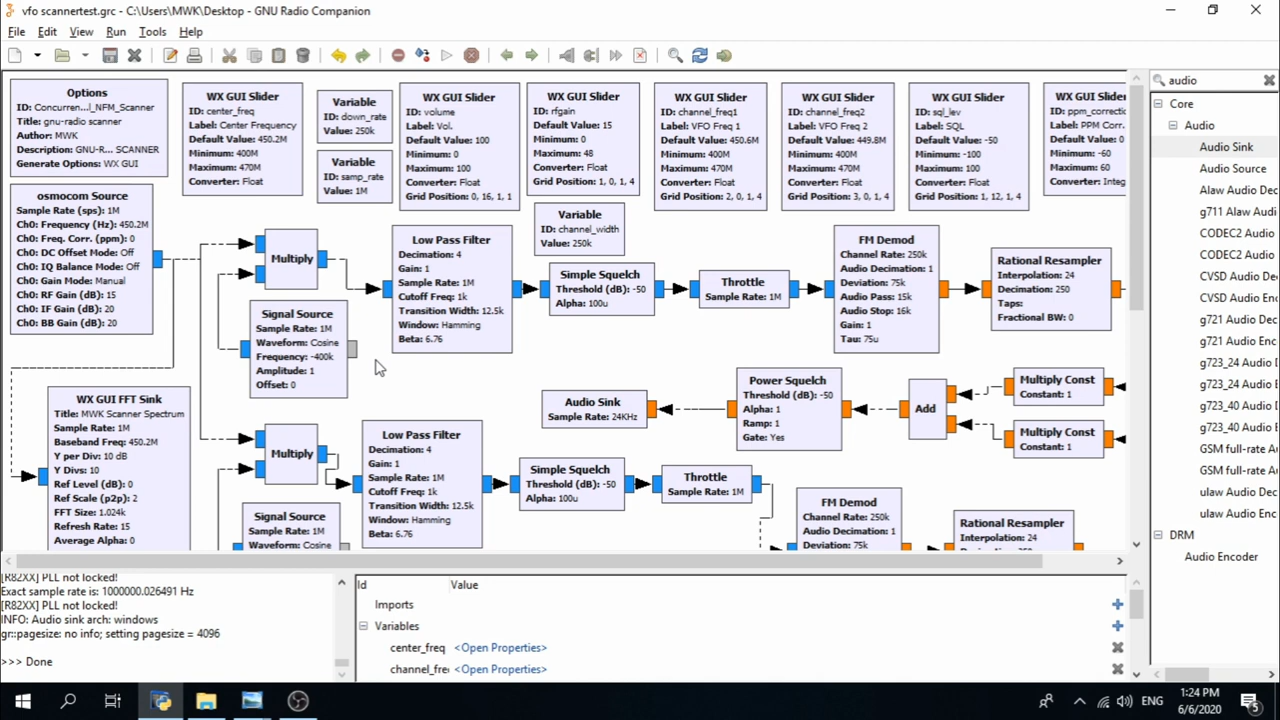 vfo scannertest.grc - C:\Users\MWK\Desktop - GNU Radio Companion
File Edit View Run Tools Help
Options
ID: Concurren...l_NFM_Scanner
Title: gnu-radio scanner
Author: MWK
Description: GNU-R... SCANNER
Generate Options: WX GUI
WX GUI Slider
ID: center_freq
Label: Center Frequency
Default Value: 450.2M
Minimum: 400M
Maximum: 470M
Converter: Float
Variable
ID: down_rate
Value: 250k
Variable
ID: samp_rate
Value: 1M
WX GUI Slider
ID: volume
Label: Vol.
Default Value: 100
Minimum: 0
Maximum: 100
Converter: Float
Grid Position: 0, 16, 1, 1
WX GUI Slider
ID: rfgain
Default Value: 15
Minimum: 0
Maximum: 48
Converter: Float
Grid Position: 1, 0, 1, 4
WX GUI Slider
ID: channel_freq1
Label: VFO Freq 1
Default Value: 450.6M
Minimum: 400M
Maximum: 470M
Converter: Float
Grid Position: 2, 0, 1, 4
WX GUI Slider
ID: channel_freq2
Label: VFO Freq 2
Default Value: 449.8M
Minimum: 400M
Maximum: 470M
Converter: Float
Grid Position: 3, 0, 1, 4
WX GUI Slider
ID: sql_lev
Label: SQL
Default Value: -50
Minimum: -100
Maximum: 100
Converter: Float
Grid Position: 1, 12, 1, 4
WX GUI Slide
ID: ppm_correctio
Label: PPM Corr.
Default Value: 0
Minimum: -60
Maximum: 60
Converter: Integ
Grid Position: 1,
osmocom Source
Sample Rate (sps): 1M
Ch0: Frequency (Hz): 450.2M
Ch0: Freq. Corr. (ppm): 0
Ch0: DC Offset Mode: Off
Ch0: IQ Balance Mode: Off
Ch0: Gain Mode: Manual
Ch0: RF Gain (dB): 15
Ch0: IF Gain (dB): 20
Ch0: BB Gain (dB): 20
Variable
ID: channel_width
Value: 250k
Multiply
Low Pass Filter
Decimation: 4
Gain: 1
Sample Rate: 1M
Cutoff Freq: 1k
Transition Width: 12.5k
Window: Hamming
Beta: 6.76
Simple Squelch
Threshold (dB): -50
Alpha: 100u
Throttle
Sample Rate: 1M
FM Demod
Channel Rate: 250k
Audio Decimation: 1
Deviation: 75k
Audio Pass: 15k
Audio Stop: 16k
Gain: 1
Tau: 75u
Rational Resampler
Interpolation: 24
Decimation: 250
Taps:
Fractional BW: 0
Signal Source
Sample Rate: 1M
Waveform: Cosine
Frequency: -400k
Amplitude: 1
Offset: 0
WX GUI FFT Sink
Title: MWK Scanner Spectrum
Sample Rate: 1M
Baseband Freq: 450.2M
Y per Div: 10 dB
Y Divs: 10
Ref Level (dB): 0
Ref Scale (p2p): 2
FFT Size: 1.024k
Refresh Rate: 15
Average Alpha: 0
Audio Sink
Sample Rate: 24KHz
Power Squelch
Threshold (dB): -50
Alpha: 1
Ramp: 1
Gate: Yes
Add
Multiply Const
Constant: 1
Multiply Const
Constant: 1
Multiply
Low Pass Filter
Decimation: 4
Gain: 1
Sample Rate: 1M
Cutoff Freq: 1k
Transition Width: 12.5k
Window: Hamming
Beta: 6.76
Simple Squelch
Threshold (dB): -50
Alpha: 100u
Throttle
Sample Rate: 1M
Signal Source
Sample Rate: 1M
Waveform: Cosine
FM Demod
Channel Rate: 250k
Audio Decimation: 1
Deviation: 75k
Rational Resampler
Interpolation: 24
audio
Core
Audio
Audio Sink
Audio Source
Alaw Audio Dec
g711 Alaw Audi
CODEC2 Audio
CODEC2 Audio
CVSD Audio De
CVSD Audio En
g721 Audio Dec
g721 Audio Enc
g723_24 Audio
g723_24 Audio
g723_40 Audio
g723_40 Audio
GSM full-rate A
GSM full-rate A
ulaw Audio Dec
ulaw Audio Enc
DRM
Audio Encoder
[R82XX] PLL not locked!
Exact sample rate is: 1000000.026491 Hz
[R82XX] PLL not locked!
INFO: Audio sink arch: windows
gr::pagesize: no info; setting pagesize = 4096
>>> Done
Id Value
Imports
Variables
center_freq <Open Properties>
channel_fre <Open Properties>
ENG
1:24 PM
6/6/2020
5